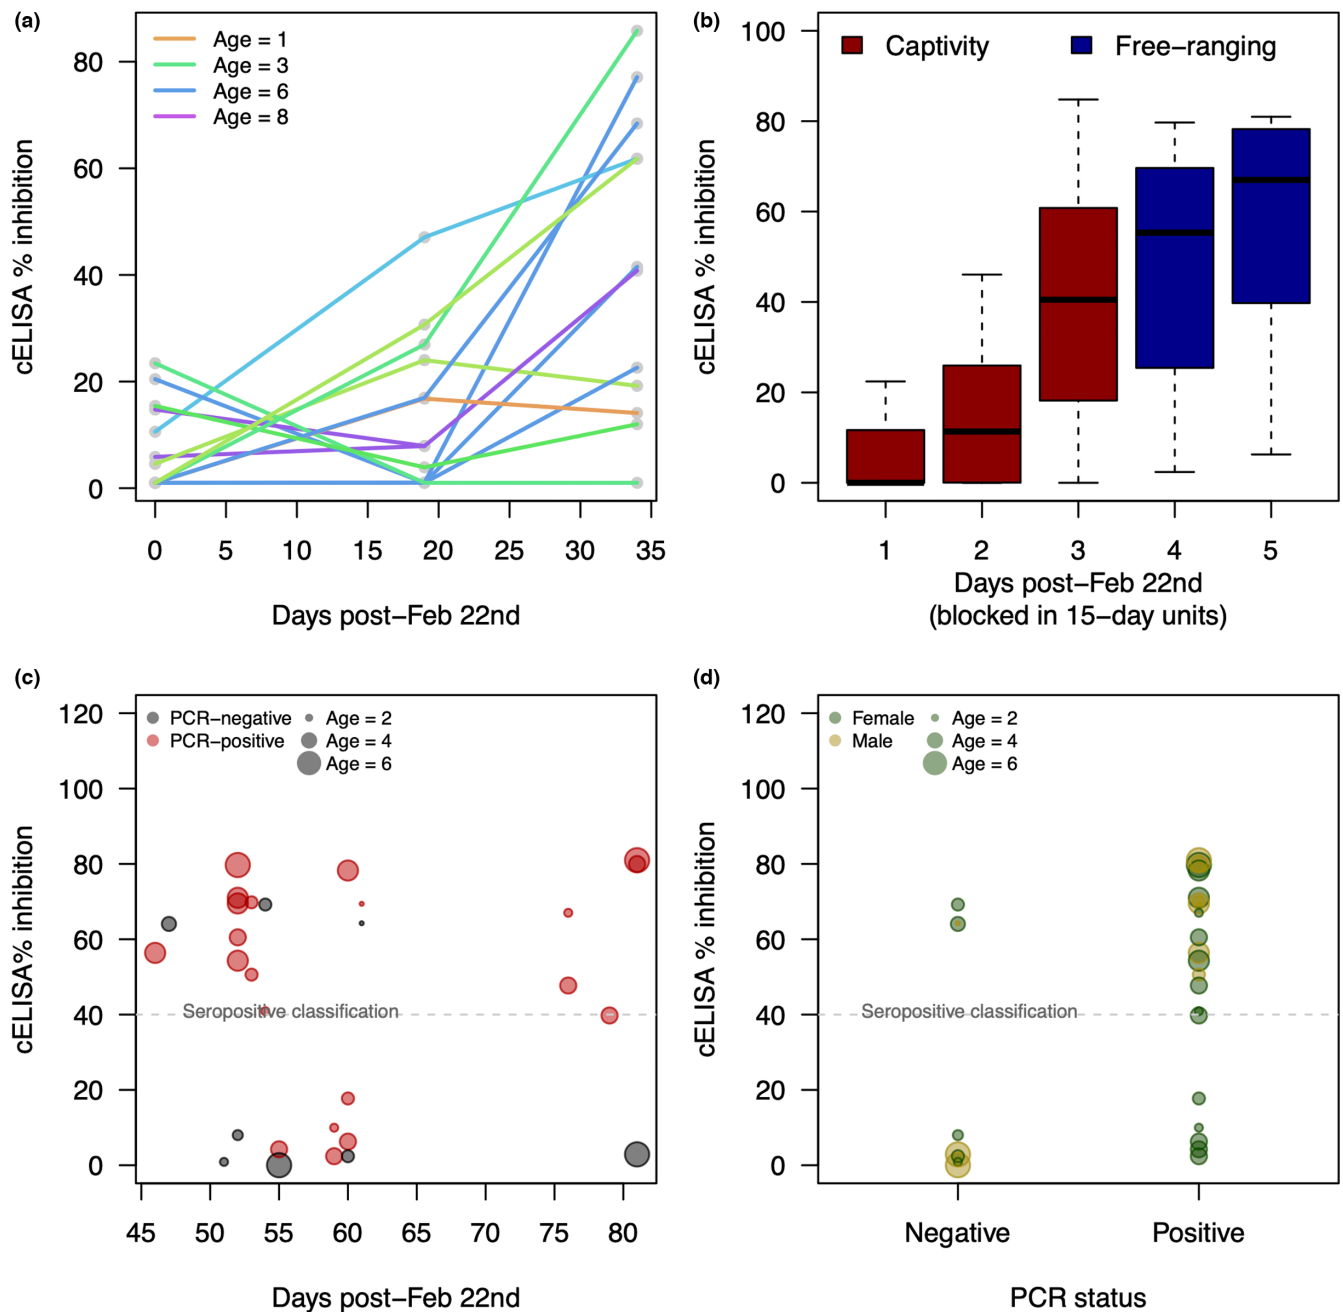 (a)
Age = 1
Age = 3
Age = 6
Age = 8
80
60
40
20
0
cELISA % inhibition
0 5 10 15 20 25 30 35
Days post−Feb 22nd
(b)
Captivity Free−ranging
100
80
60
40
20
0
cELISA % inhibition
1 2 3 4 5
Days post−Feb 22nd
(blocked in 15−day units)
(c)
PCR−negative Age = 2
PCR−positive Age = 4
Age = 6
120
100
80
60
40
20
0
cELISA% inhibition
Seropositive classification
45 50 55 60 65 70 75 80
Days post−Feb 22nd
(d)
Female Age = 2
Male Age = 4
Age = 6
120
100
80
60
40
20
0
cELISA % inhibition
Seropositive classification
Negative Positive
PCR status